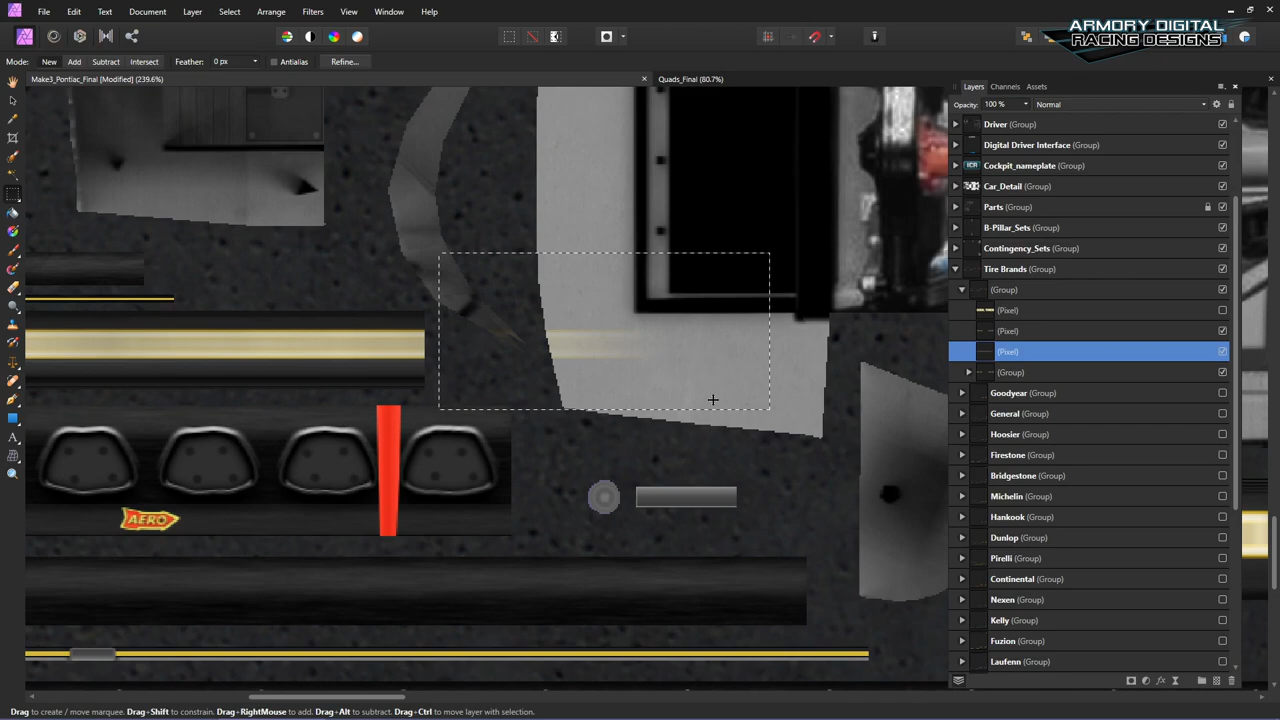 File Edit Text Document Layer Select Arrange Filters View Window Help
ARMORY DIGITAL
RACING DESIGNS
Mode: New Add Subtract Intersect Feather: 0 px Antialias Refine...
Make3_Pontiac_Final [Modified] (239.6%) Quads_Final (80.7%)
Layers Channels Assets
Opacity: 100 % Normal
Driver (Group)
Digital Driver Interface (Group)
ICR Cockpit_nameplate (Group)
Car_Detail (Group)
Parts (Group)
B-Pillar_Sets (Group)
Contingency_Sets (Group)
Tire Brands (Group)
(Group)
(Pixel)
(Pixel)
(Pixel)
(Group)
Goodyear (Group)
General (Group)
Hoosier (Group)
Firestone (Group)
Bridgestone (Group)
Michelin (Group)
Hankook (Group)
Dunlop (Group)
Pirelli (Group)
Continental (Group)
Nexen (Group)
Kelly (Group)
Fuzion (Group)
Laufenn (Group)
AERO
Drag to create / move marquee. Drag+Shift to constrain. Drag+RightMouse to add. Drag+Alt to subtract. Drag+Ctrl to move layer with selection.